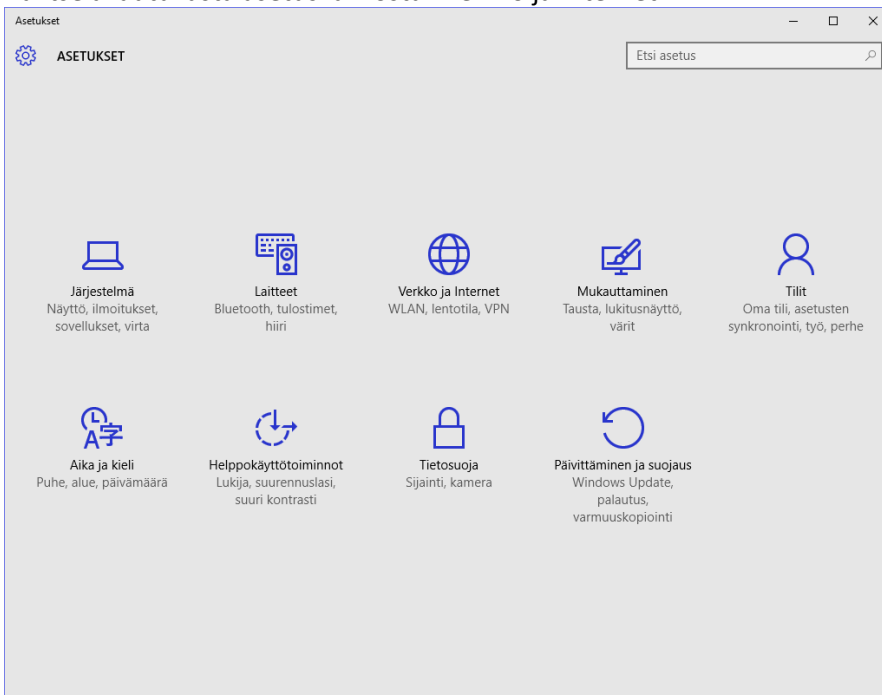 Asetukset
ASETUKSET
Etsi asetus
Järjestelmä
Näyttö, ilmoitukset,
sovellukset, virta
Laitteet
Bluetooth, tulostimet,
hiiri
Verkko ja Internet
WLAN, lentotila, VPN
Mukauttaminen
Tausta, lukitusnäyttö,
värit
Tilit
Oma tili, asetusten
synkronointi, työ, perhe
Aika ja kieli
Puhe, alue, päivämäärä
Helppokäyttötoiminnot
Lukija, suurennuslasi,
suuri kontrasti
Tietosuoja
Sijainti, kamera
Päivittäminen ja suojaus
Windows Update,
palautus,
varmuuskopiointi